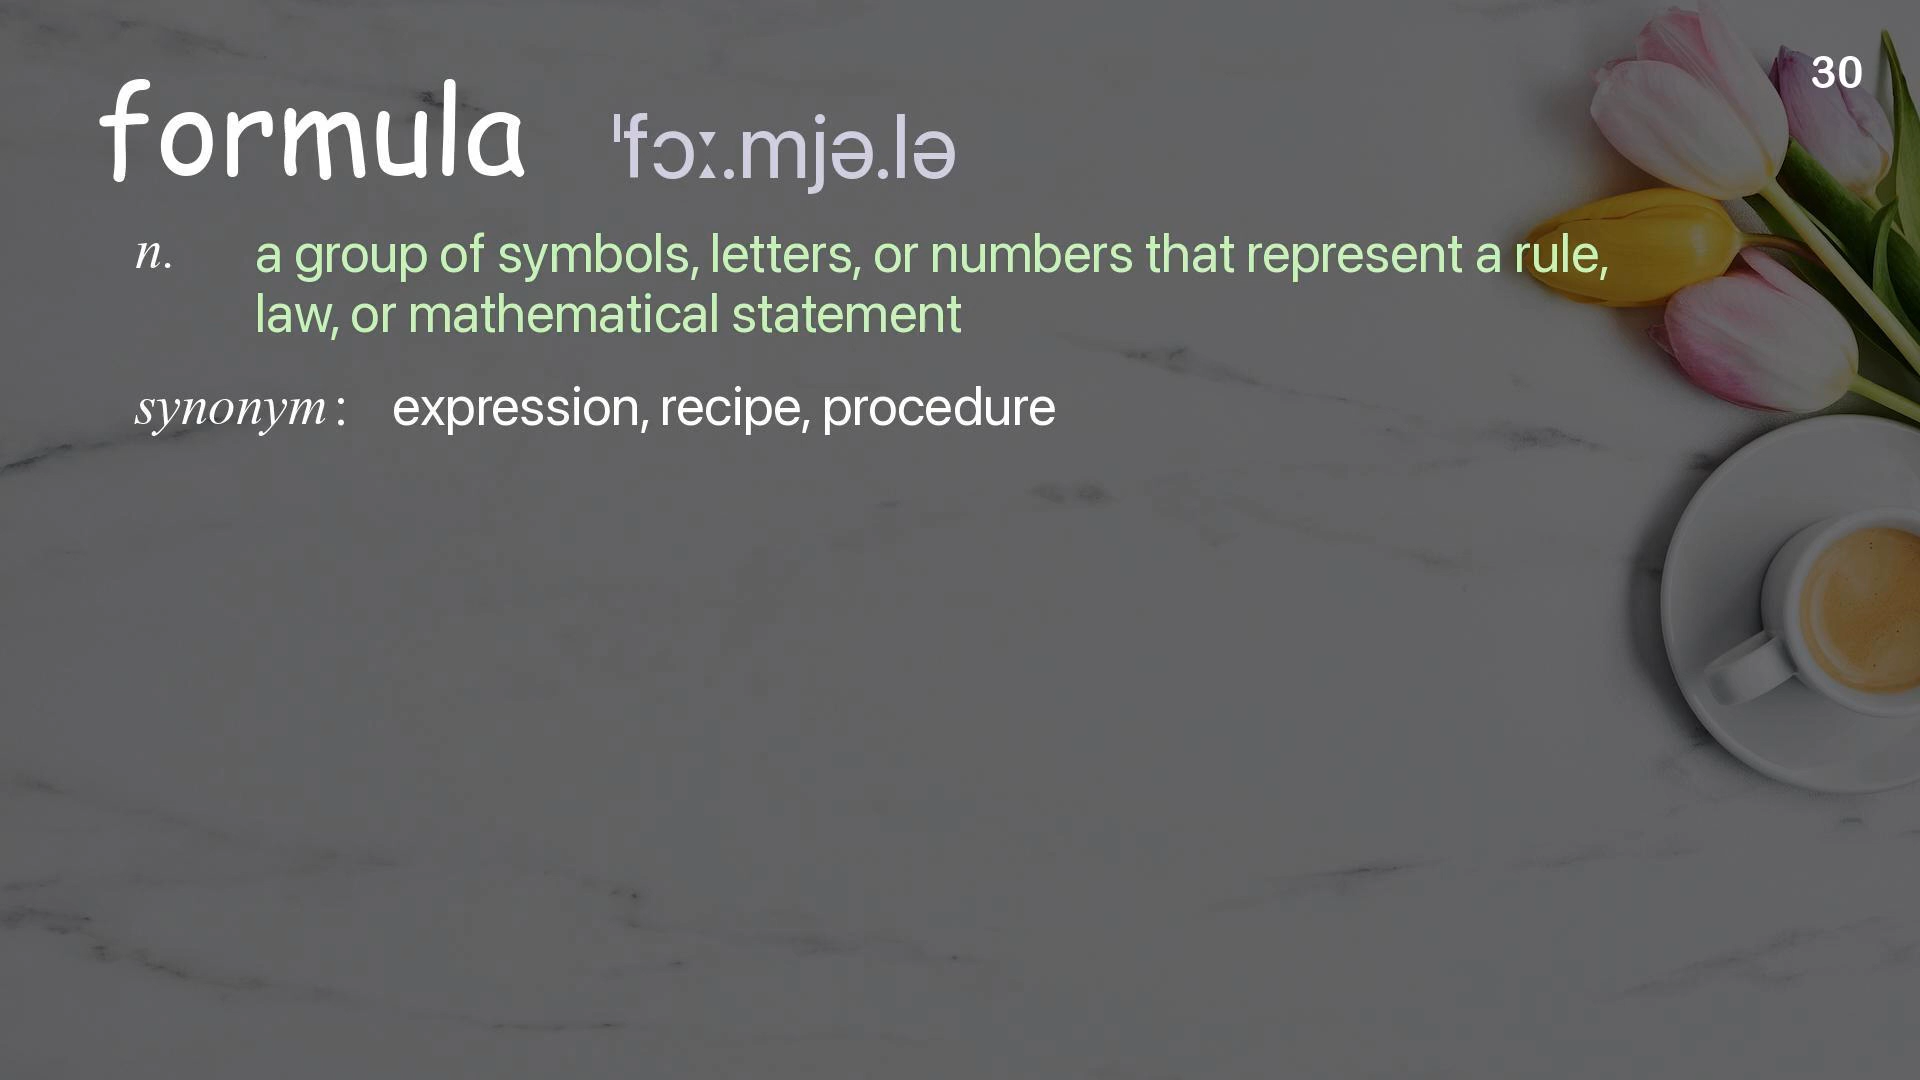 30
formula ˈfɔː.mjə.lə
n. a group of symbols, letters, or numbers that represent a rule,
law, or mathematical statement
synonym: expression, recipe, procedure